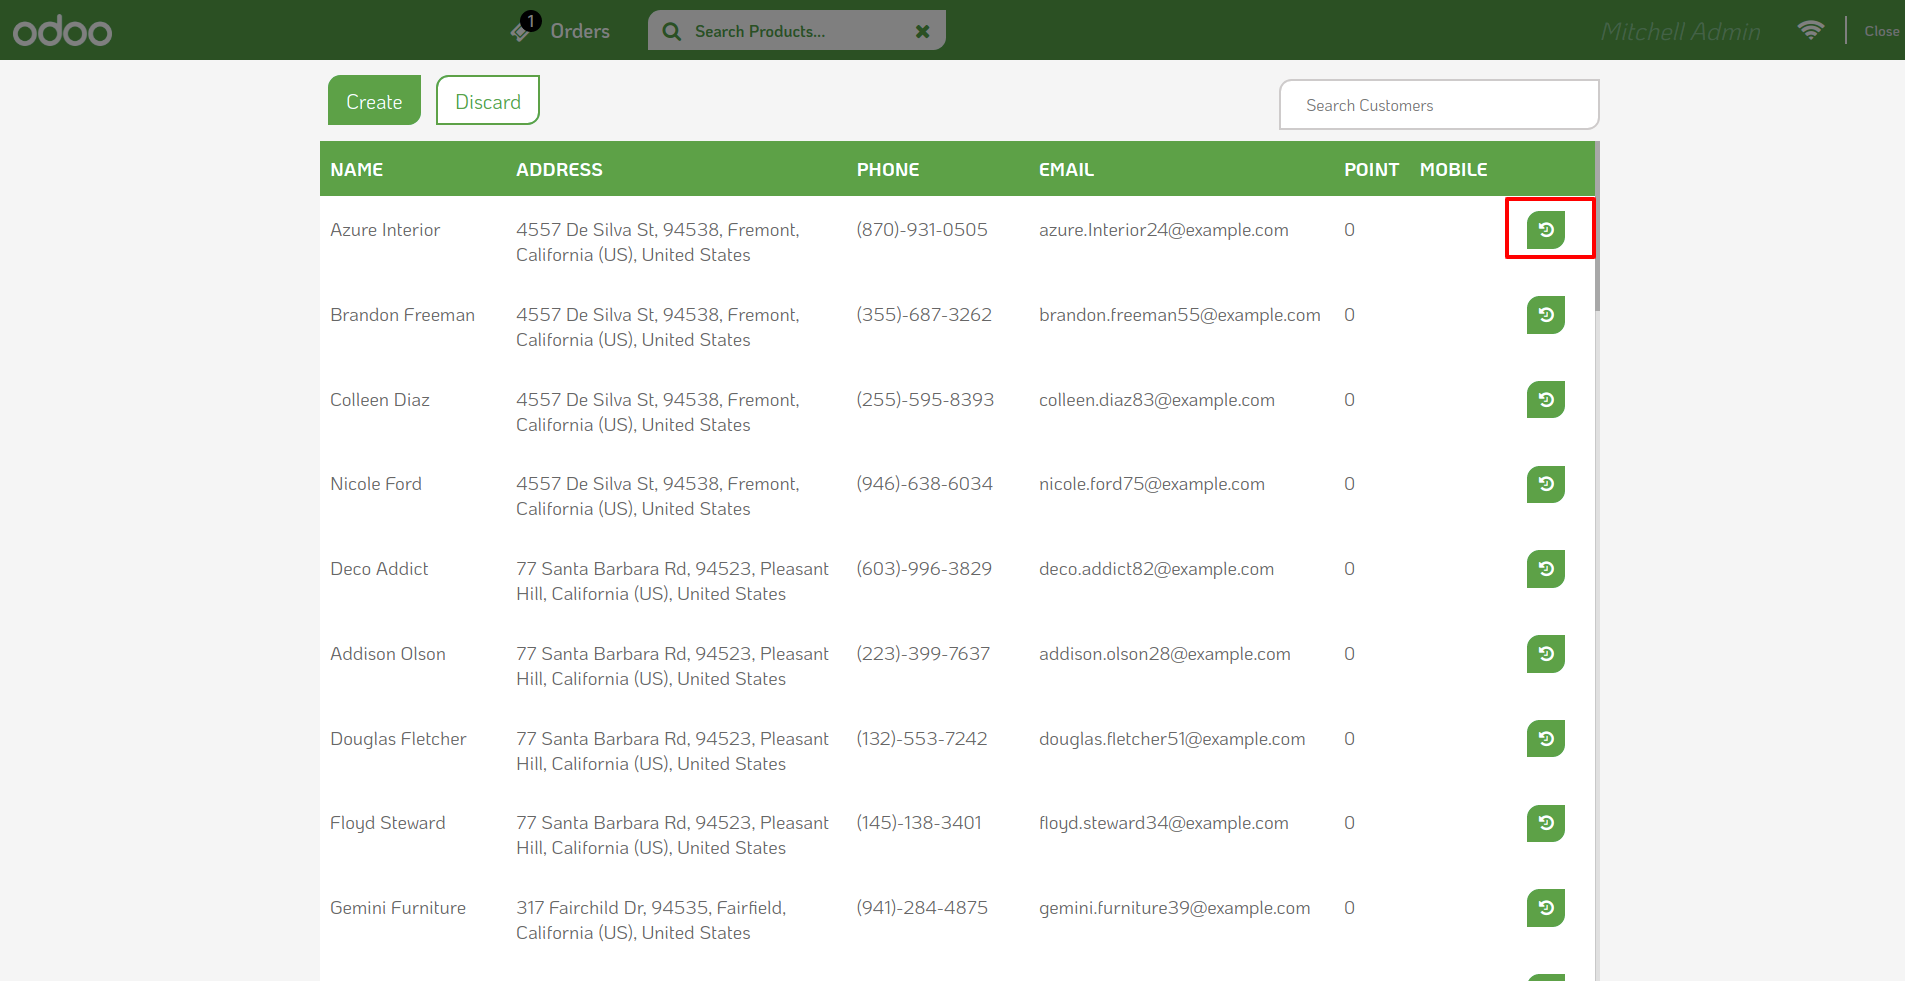 odoo
1
Orders
Search Products...
Mitchell Admin
Close
Create
Discard
Search Customers
NAME ADDRESS PHONE EMAIL POINT MOBILE
Azure Interior 4557 De Silva St, 94538, Fremont, (870)-931-0505 azure.Interior24@example.com 0
California (US), United States
Brandon Freeman 4557 De Silva St, 94538, Fremont, (355)-687-3262 brandon.freeman55@example.com 0
California (US), United States
Colleen Diaz 4557 De Silva St, 94538, Fremont, (255)-595-8393 colleen.diaz83@example.com 0
California (US), United States
Nicole Ford 4557 De Silva St, 94538, Fremont, (946)-638-6034 nicole.ford75@example.com 0
California (US), United States
Deco Addict 77 Santa Barbara Rd, 94523, Pleasant (603)-996-3829 deco.addict82@example.com 0
Hill, California (US), United States
Addison Olson 77 Santa Barbara Rd, 94523, Pleasant (223)-399-7637 addison.olson28@example.com 0
Hill, California (US), United States
Douglas Fletcher 77 Santa Barbara Rd, 94523, Pleasant (132)-553-7242 douglas.fletcher51@example.com 0
Hill, California (US), United States
Floyd Steward 77 Santa Barbara Rd, 94523, Pleasant (145)-138-3401 floyd.steward34@example.com 0
Hill, California (US), United States
Gemini Furniture 317 Fairchild Dr, 94535, Fairfield, (941)-284-4875 gemini.furniture39@example.com 0
California (US), United States